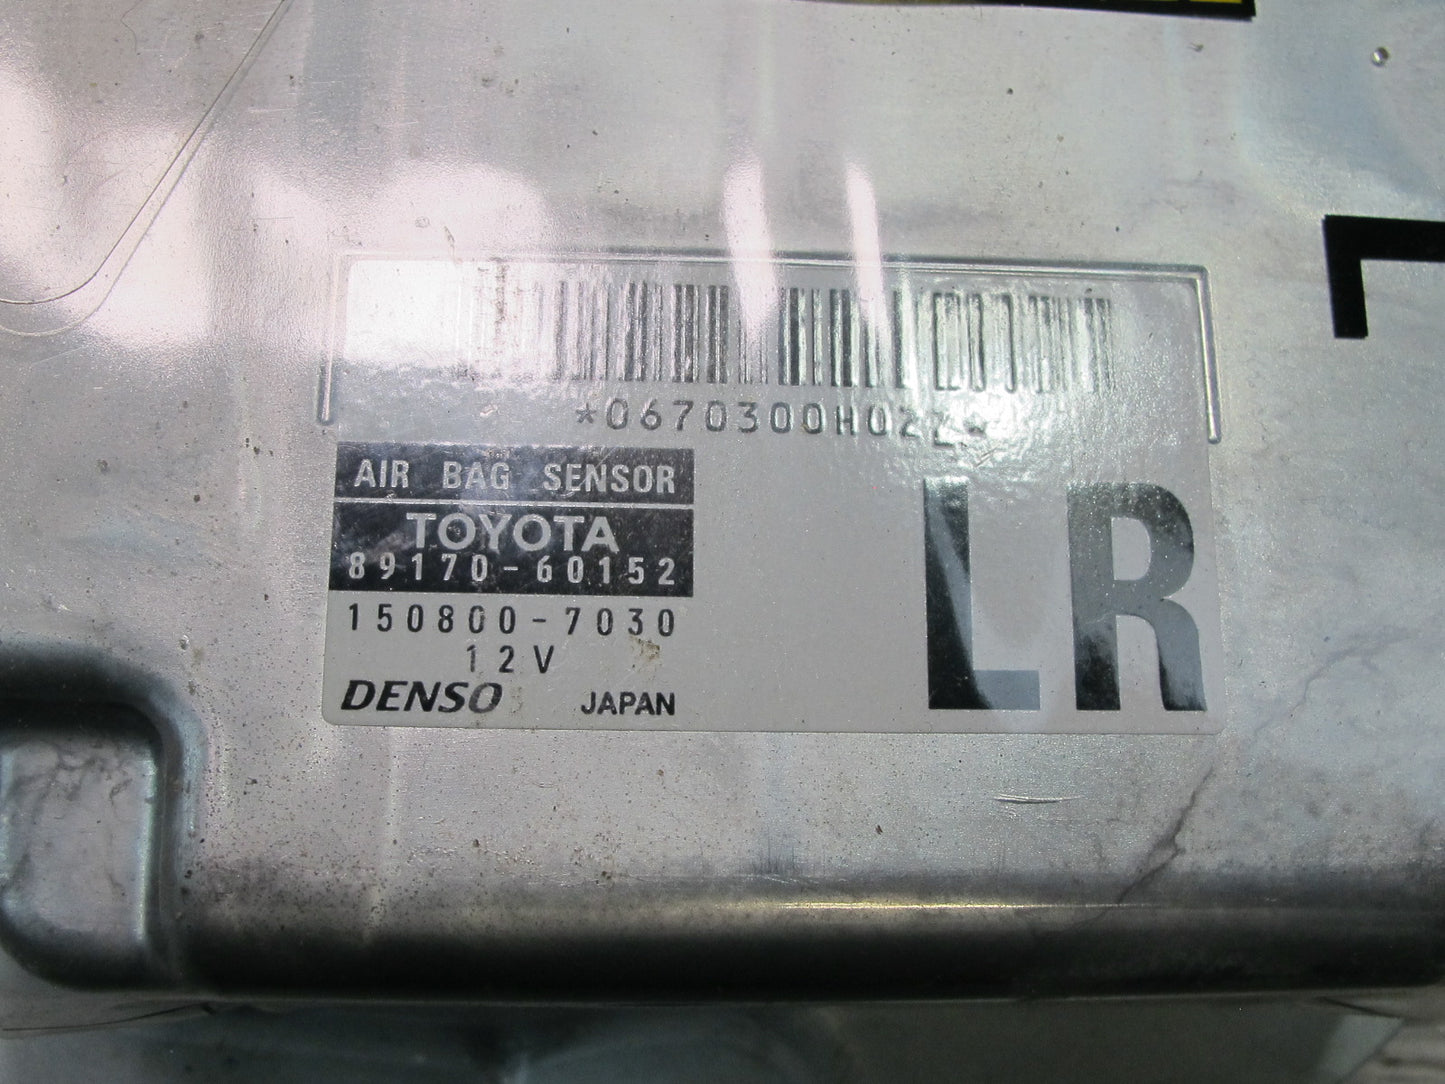 *0670300H02Z*
AIR BAG SENSOR
TOYOTA
89170-60152
150800-7030
12V
DENSO JAPAN
LR